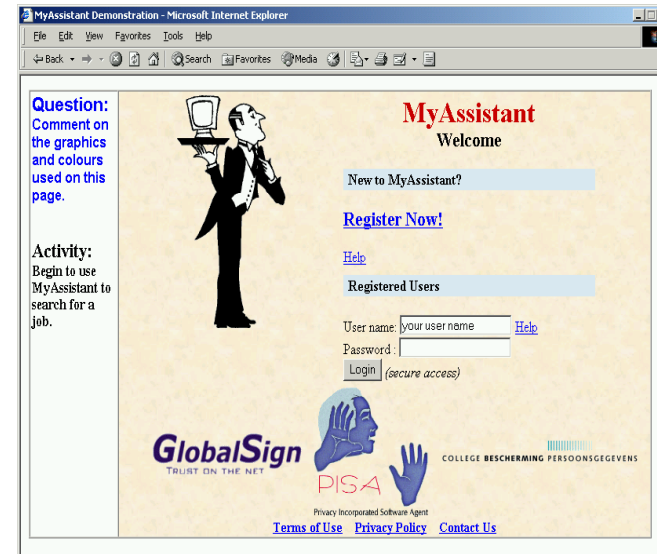 MyAssistant Demonstration - Microsoft Internet Explorer
File Edit View Favorites Tools Help
Back Search Favorites Media
Question:
Comment on
the graphics
and colours
used on this
page.
Activity:
Begin to use
MyAssistant to
search for a
job.
MyAssistant
Welcome
New to MyAssistant?
Register Now!
Help
Registered Users
User name: your user name Help
Password :
Login (secure access)
GlobalSign
TRUST ON THE NET
PISA
Privacy Incorporated Software Agent
COLLEGE BESCHERMING PERSOONSGEGEVENS
Terms of Use Privacy Policy Contact Us